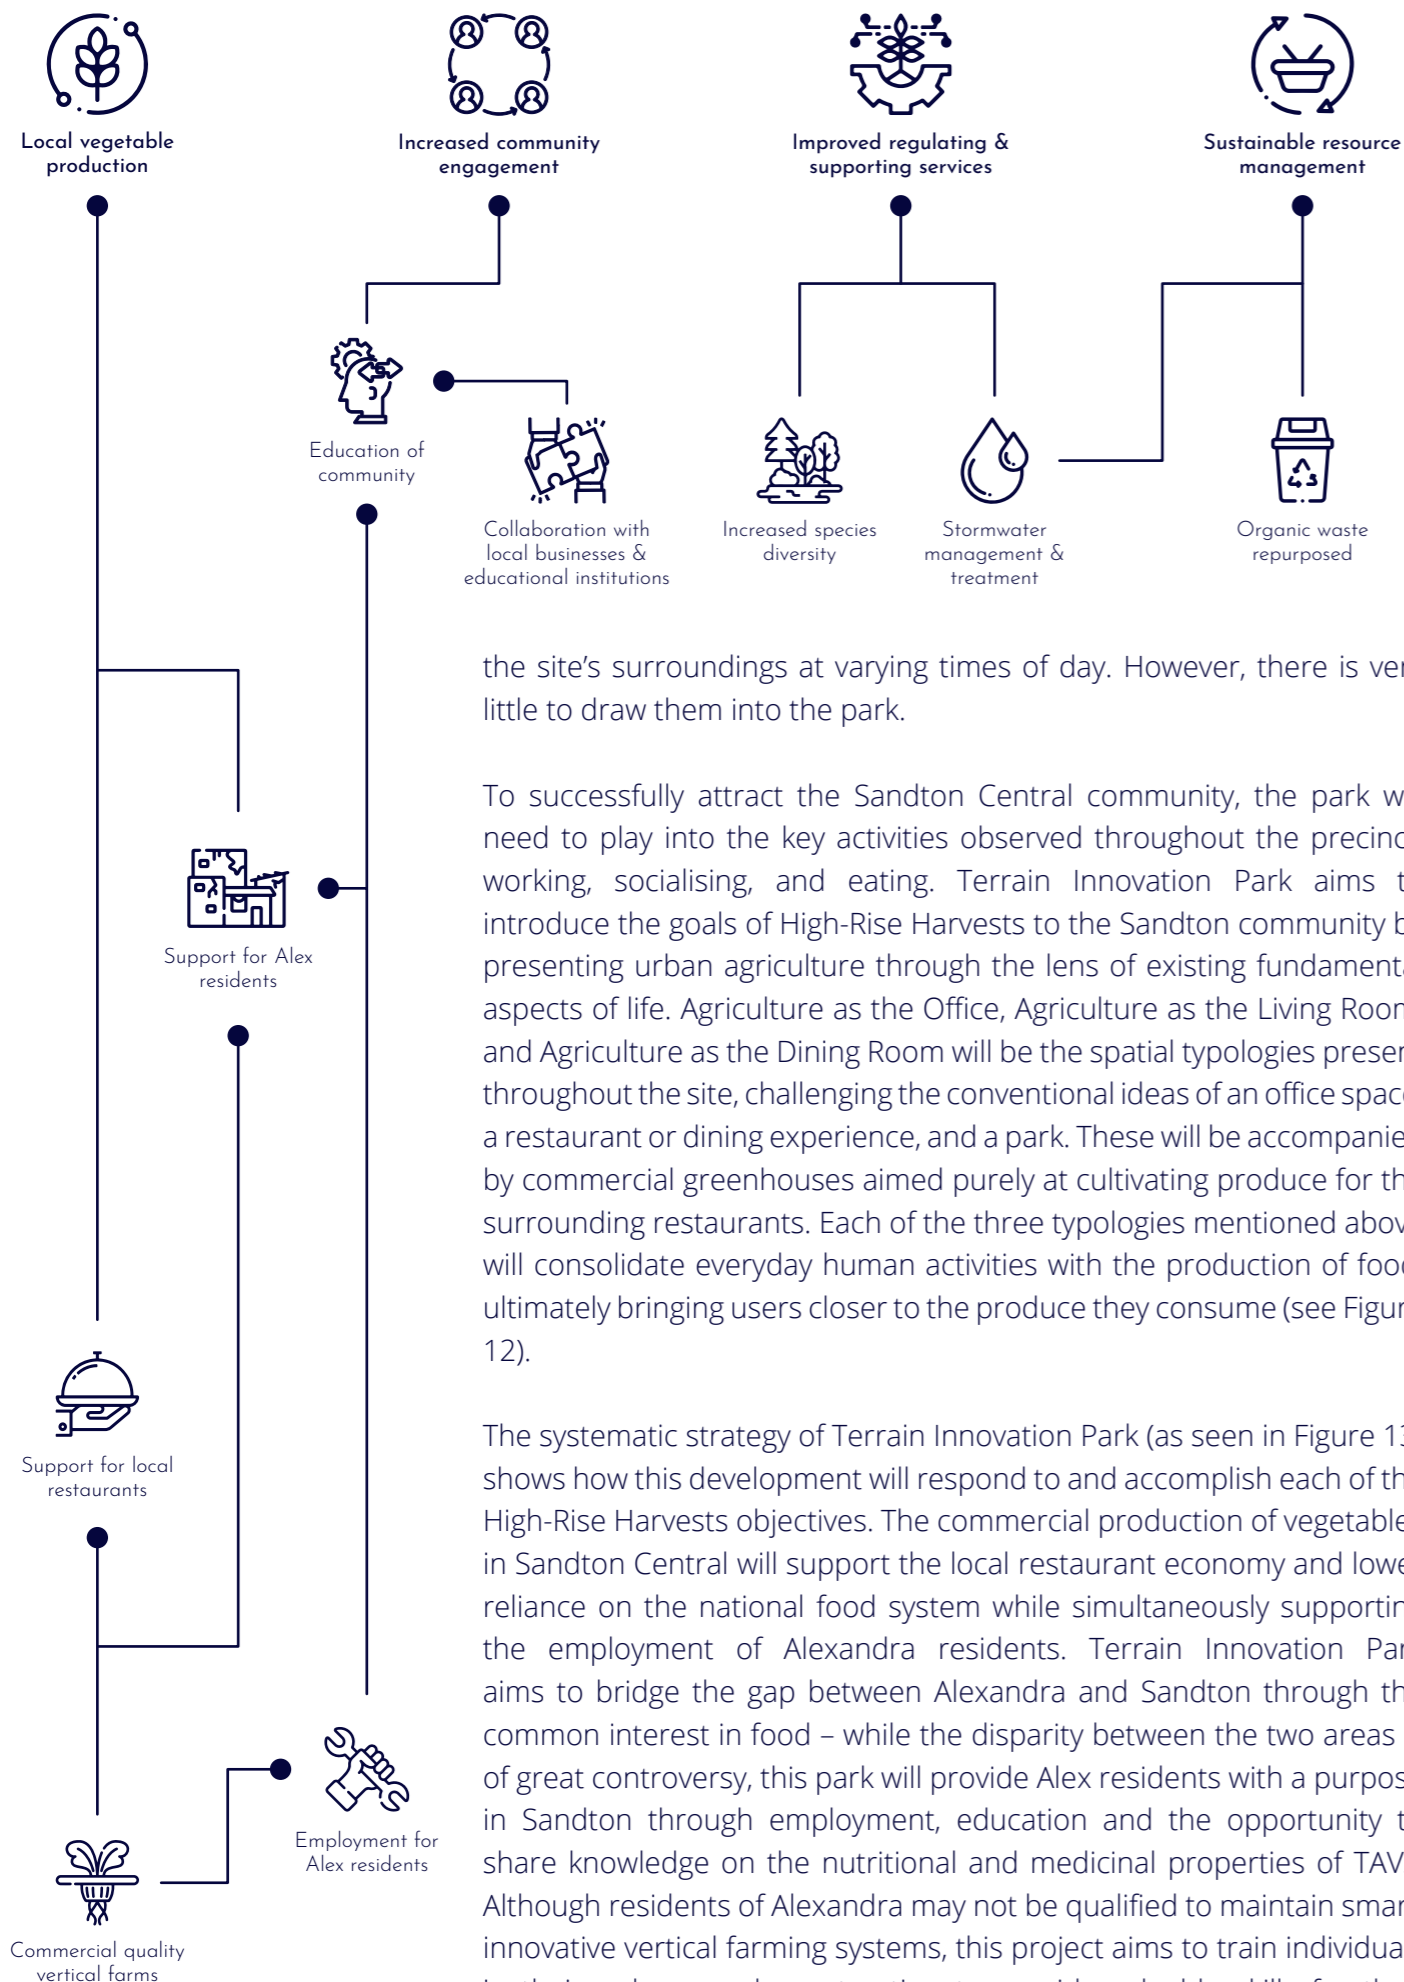 Local vegetable
production
Increased community
engagement
Improved regulating &
supporting services
Sustainable resource
management
Education of
community
Collaboration with
local businesses &
educational institutions
Increased species
diversity
Stormwater
management &
treatment
Organic waste
repurposed
Support for Alex
residents
Support for local
restaurants
Employment for
Alex residents
Commercial quality
vertical farms
the site's surroundings at varying times of day. However, there is ver
little to draw them into the park.
To successfully attract the Sandton Central community, the park w
need to play into the key activities observed throughout the precinc
working, socialising, and eating. Terrain Innovation Park aims t
introduce the goals of High-Rise Harvests to the Sandton community b
presenting urban agriculture through the lens of existing fundamenta
aspects of life. Agriculture as the Office, Agriculture as the Living Room
and Agriculture as the Dining Room will be the spatial typologies presen
throughout the site, challenging the conventional ideas of an office space
a restaurant or dining experience, and a park. These will be accompanie
by commercial greenhouses aimed purely at cultivating produce for th
surrounding restaurants. Each of the three typologies mentioned abov
will consolidate everyday human activities with the production of food
ultimately bringing users closer to the produce they consume (see Figur
12).
The systematic strategy of Terrain Innovation Park (as seen in Figure 13
shows how this development will respond to and accomplish each of th
High-Rise Harvests objectives. The commercial production of vegetable
in Sandton Central will support the local restaurant economy and lowe
reliance on the national food system while simultaneously supportin
the employment of Alexandra residents. Terrain Innovation Par
aims to bridge the gap between Alexandra and Sandton through th
common interest in food – while the disparity between the two areas
of great controversy, this park will provide Alex residents with a purpos
in Sandton through employment, education and the opportunity t
share knowledge on the nutritional and medicinal properties of TAV
Although residents of Alexandra may not be qualified to maintain smar
innovative vertical farming systems, this project aims to train individua